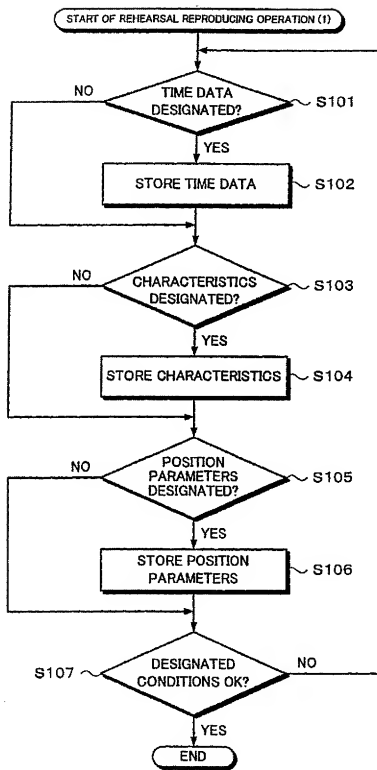 START OF REHEARSAL REPRODUCING OPERATION (1)
NO
TIME DATA
DESIGNATED?
S101
YES
STORE TIME DATA
S102
NO
CHARACTERISTICS
DESIGNATED?
S103
YES
STORE CHARACTERISTICS
S104
NO
POSITION
PARAMETERS
DESIGNATED?
S105
YES
STORE POSITION
PARAMETERS
S106
S107
DESIGNATED
CONDITIONS OK?
NO
YES
END